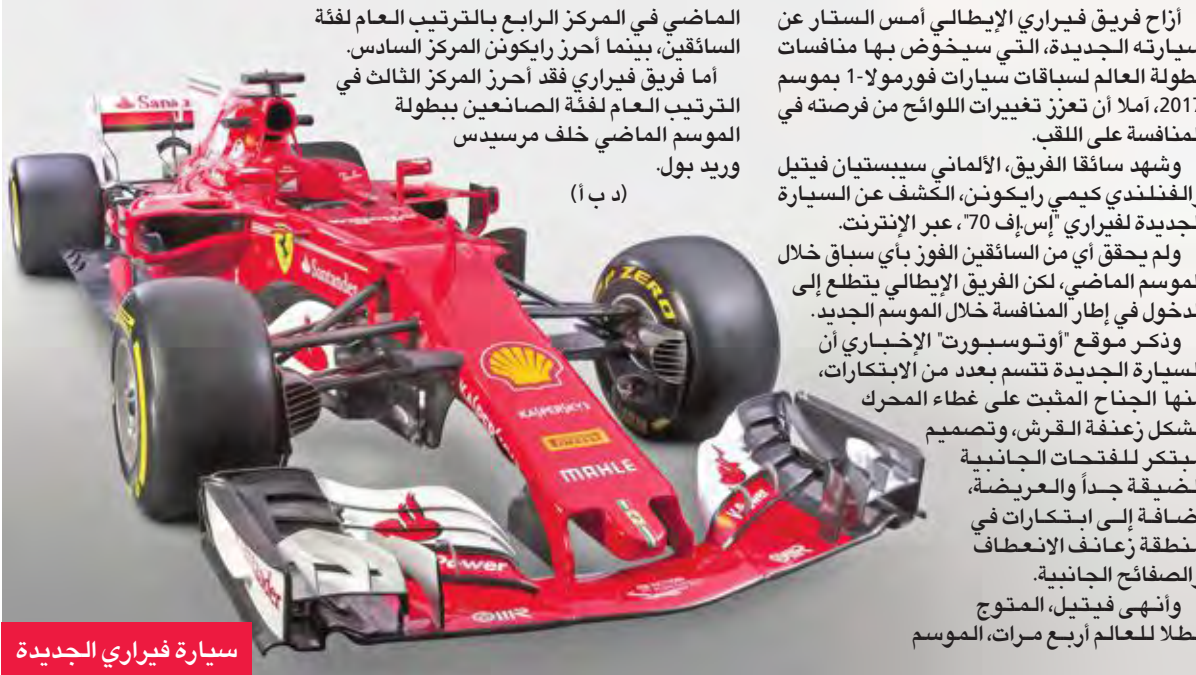 أزاح فريق فيراري الإيطالي أمس الستار عن
سيارته الجديدة، التي سيخوض بها منافسات
بطولة العالم لسباقات سيارات فورمولا-1 بموسم
2017، آملا أن تعزز تغييرات اللوائح من فرصته في
المنافسة على اللقب.
وشهد سائقا الفريق، الألماني سيبستيان فيتيل
والفنلندي كيمي رايكونن، الكشف عن السيارة
الجديدة لفيراري "إس.إف 70"، عبر الإنترنت.
ولم يحقق أي من السائقين الفوز بأي سباق خلال
الموسم الماضي، لكن الفريق الإيطالي يتطلع إلى
الدخول في إطار المنافسة خلال الموسم الجديد.
وذكر موقع "أوتوسبورت" الإخباري أن
السيارة الجديدة تتسم بعدد من الابتكارات،
منها الجناح المثبت على غطاء المحرك
بشكل زعنفة القرش، وتصميم
مبتكر للفتحات الجانبية
الضيقة جداً والعريضة،
إضافة إلى ابتكارات في
منطقة زعانف الانعطاف
والصفائح الجانبية.
وأنهى فيتيل، المتوج
بطلا للعالم أربع مرات، الموسم
الماضي في المركز الرابع بالترتيب العام لفئة
السائقين، بينما أحرز رايكونن المركز السادس.
أما فريق فيراري فقد أحرز المركز الثالث في
الترتيب العام لفئة الصانعين ببطولة
الموسم الماضي خلف مرسيدس
وريد بول.
(د ب أ)
Santander
ZERO
KASPERSKY
PIRELLI
MAHLE
Power
OMR
سيارة فيراري الجديدة